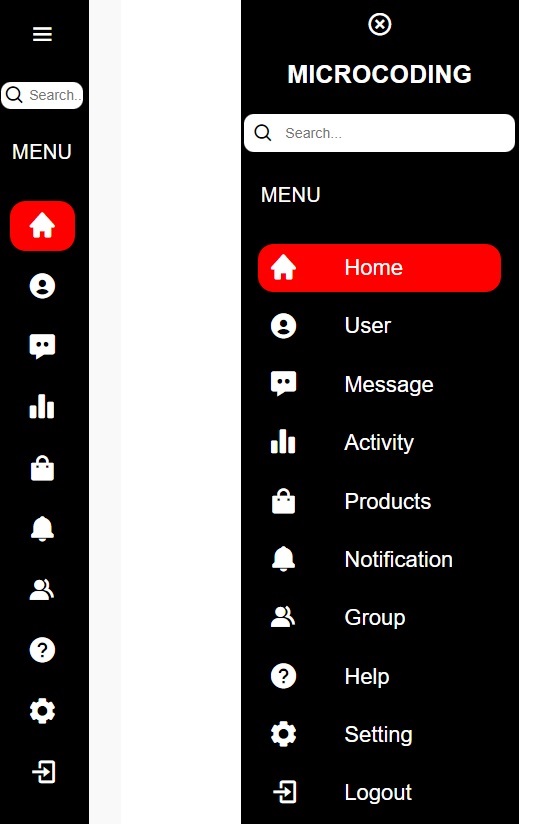 Search..
MENU
MICROCODING
Search...
MENU
Home
User
Message
Activity
Products
Notification
Group
Help
Setting
Logout